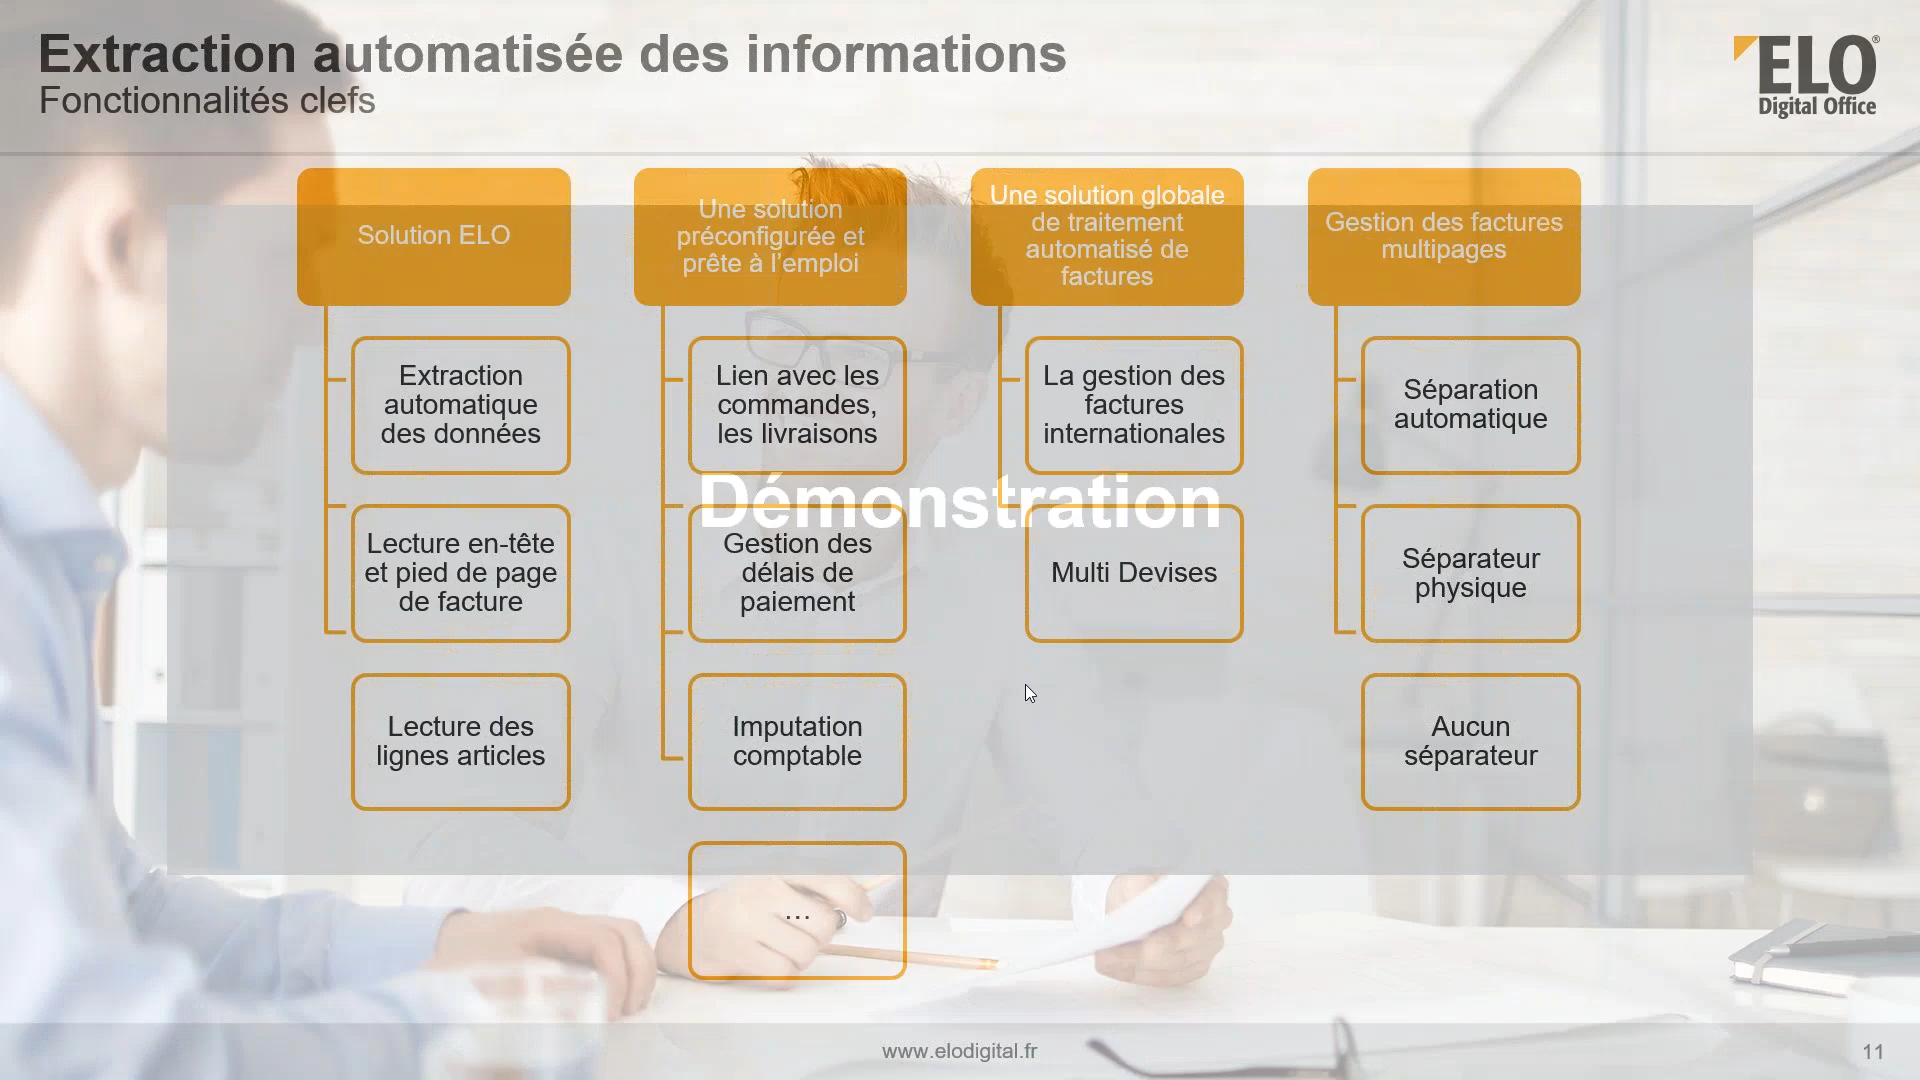 Extraction automatisée des informations
Fonctionnalités clefs
ELO®
Digital Office
Solution ELO
Extraction
automatique
des données
Lecture en-tête
et pied de page
de facture
Lecture des
lignes articles
Une solution
préconfigurée et
prête à l’emploi
Lien avec les
commandes,
les livraisons
Gestion des
délais de
paiement
Imputation
comptable
...
Une solution globale
de traitement
automatisé de
factures
La gestion des
factures
internationales
Multi Devises
Gestion des factures
multipages
Séparation
automatique
Séparateur
physique
Aucun
séparateur
Démonstration
www.elodigital.fr
11